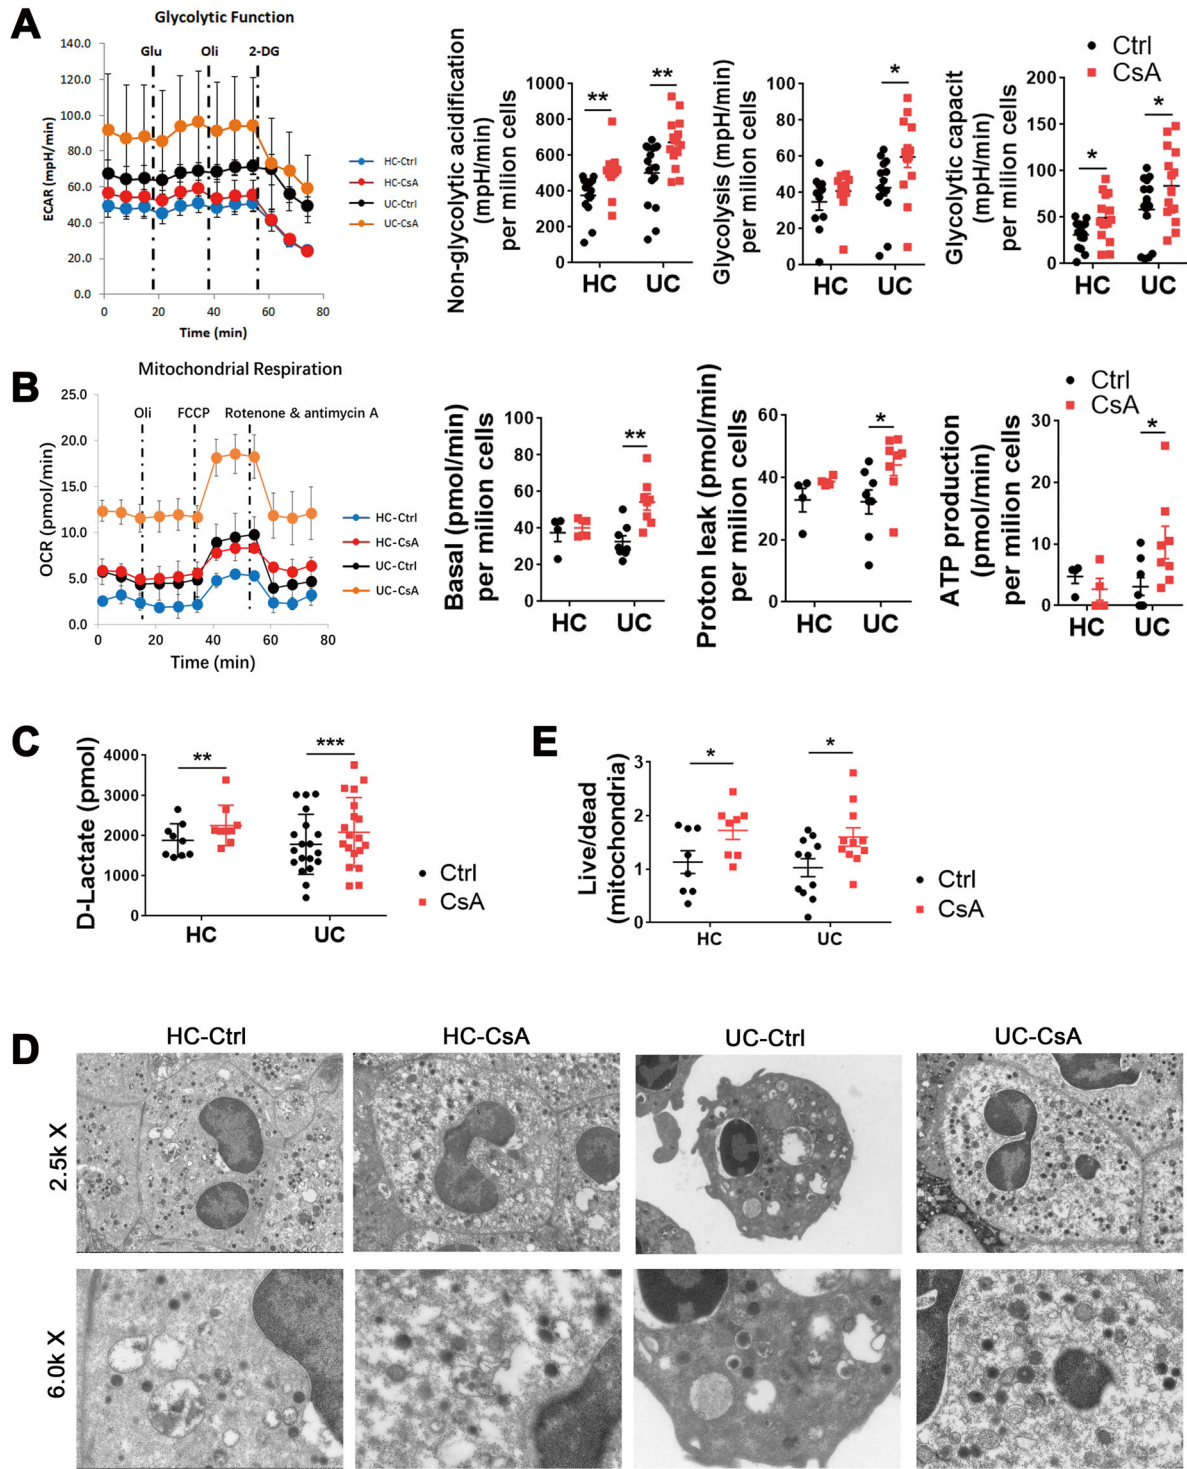 A
Glycolytic Function
Glu
Oli
2-DG
140.0
120.0
100.0
80.0
60.0
40.0
20.0
0.0
ECAR (mpH/min)
0
20
40
60
80
Time (min)
HC-Ctrl
HC-CsA
UC-Ctrl
UC-CsA
Non-glycolytic acidification
(mpH/min)
per milion cells
1000
800
600
400
200
0
**
**
HC
UC
Glycolysis (mpH/min)
per milion cells
100
80
60
40
20
0
*
HC
UC
Ctrl
CsA
Glycolytic capacit
(mpH/min)
per milion cells
200
150
100
50
0
*
*
HC
UC
B
Mitochondrial Respiration
Oli
FCCP
Rotenone & antimycin A
25.0
20.0
15.0
10.0
5.0
0.0
OCR (pmol/min)
0
20
40
60
80
Time (min)
HC-Ctrl
HC-CsA
UC-Ctrl
UC-CsA
Basal (pmol/min)
per milion cells
100
80
60
40
20
0
**
HC
UC
Proton leak (pmol/min)
per milion cells
60
40
20
0
*
HC
UC
Ctrl
CsA
ATP production
(pmol/min)
per milion cells
30
20
10
0
*
HC
UC
C
D-Lactate (pmol)
4000
3000
2000
1000
0
**
***
HC
UC
Ctrl
CsA
E
Live/dead
(mitochondria)
3
2
1
0
*
*
HC
UC
Ctrl
CsA
D
HC-Ctrl
HC-CsA
UC-Ctrl
UC-CsA
2.5k X
6.0k X